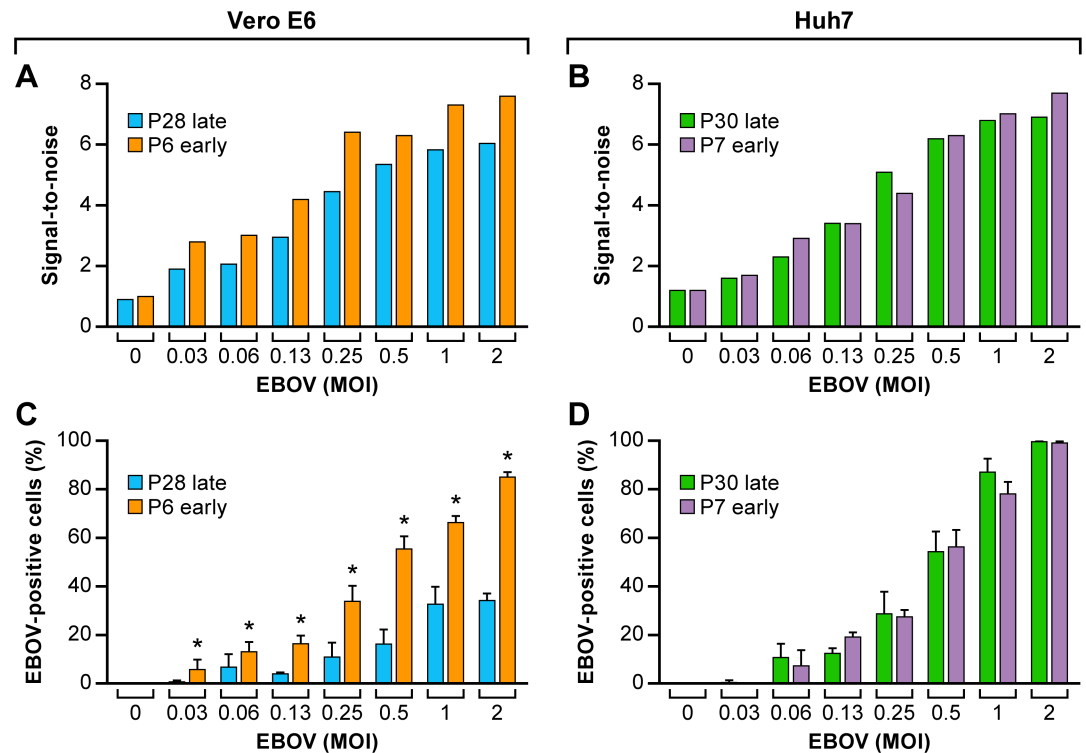 Vero E6
Huh7
A
Signal-to-noise
8
6
4
2
0
P28 late
P6 early
0 0.03 0.06 0.13 0.25 0.5 1 2
EBOV (MOI)
B
Signal-to-noise
8
6
4
2
0
P30 late
P7 early
0 0.03 0.06 0.13 0.25 0.5 1 2
EBOV (MOI)
C
EBOV-positive cells (%)
100
80
60
40
20
0
P28 late
P6 early
* * * * * * *
0 0.03 0.06 0.13 0.25 0.5 1 2
EBOV (MOI)
D
EBOV-positive cells (%)
100
80
60
40
20
0
P30 late
P7 early
0 0.03 0.06 0.13 0.25 0.5 1 2
EBOV (MOI)